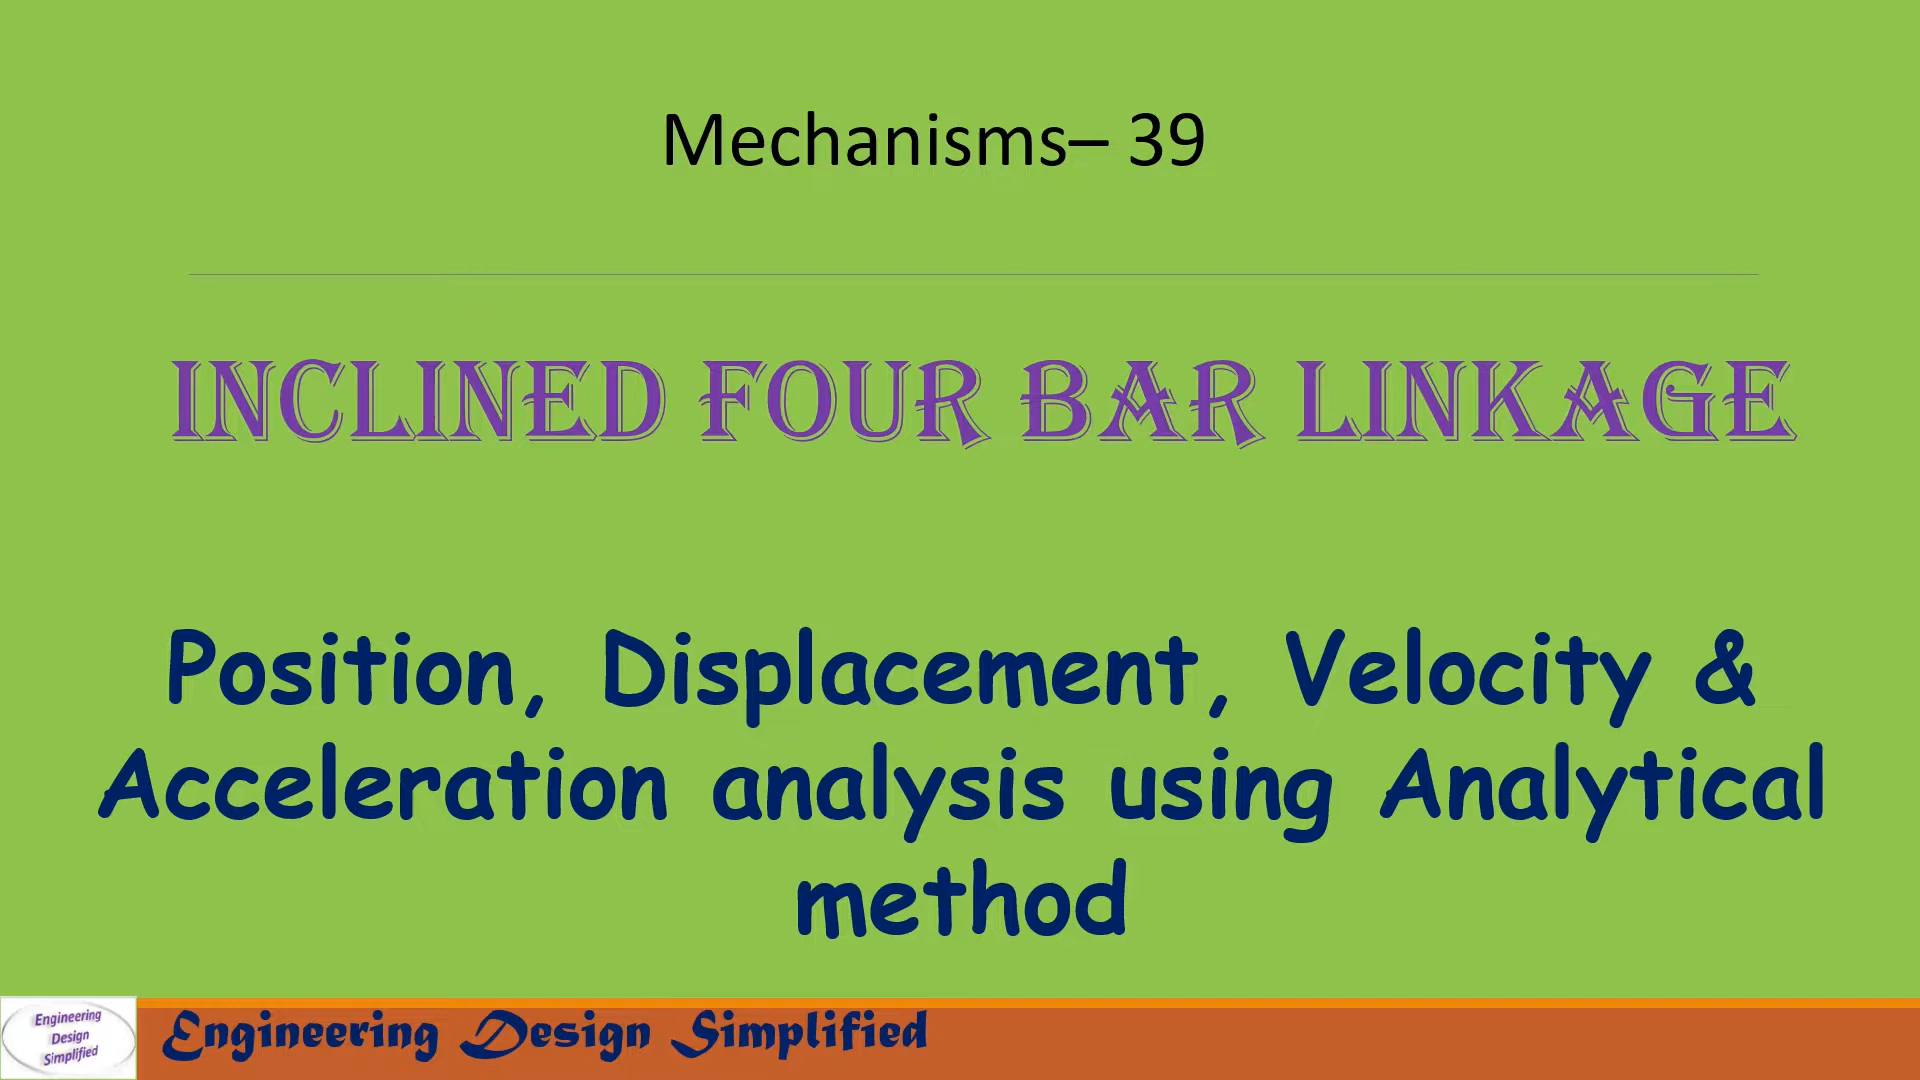 Mechanisms– 39
INCLINED FOUR BAR LINKAGE
Position, Displacement, Velocity &
Acceleration analysis using Analytical
method
Engineering
Design
Simplified
Engineering Design Simplified